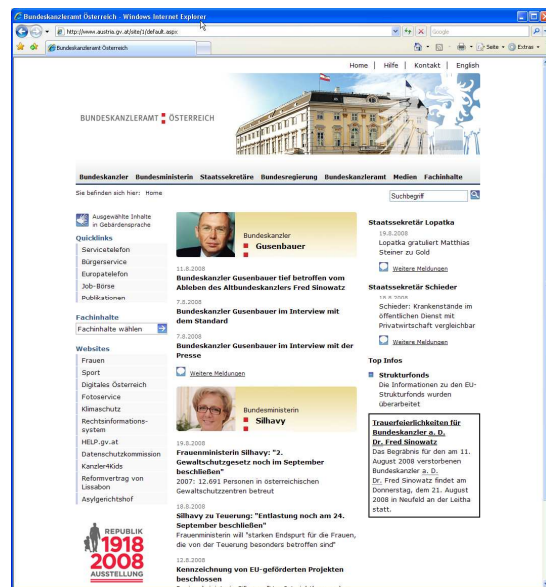 Bundeskanzleramt Österreich - Windows Internet Explorer
http://www.austria.gv.at/site/1/default.aspx
Google
Bundeskanzleramt Österreich
Seite
Extras
Home | Hilfe | Kontakt | English
BUNDESKANZLERAMT ÖSTERREICH
Bundeskanzler Bundesministerin Staatssekretäre Bundesregierung Bundeskanzleramt Medien Fachinhalte
Sie befinden sich hier: Home
Suchbegriff
Ausgewählte Inhalte
in Gebärdensprache
Quicklinks
Servicetelefon
Bürgerservice
Europatelefon
Job-Börse
Publikationen
Fachinhalte
Fachinhalte wählen
Websites
Frauen
Sport
Digitales Österreich
Fotoservice
Klimaschutz
Rechtsinformations-
system
HELP.gv.at
Datenschutzkommission
Kanzler4Kids
Reformvertrag von
Lissabon
Asylgerichtshof
REPUBLIK
1918
2008
AUSSTELLUNG
Bundeskanzler
Gusenbauer
11.8.2008
Bundeskanzler Gusenbauer tief betroffen vom
Ableben des Altbundeskanzlers Fred Sinowatz
7.8.2008
Bundeskanzler Gusenbauer im Interview mit
dem Standard
7.8.2008
Bundeskanzler Gusenbauer im Interview mit der
Presse
Weitere Meldungen
Bundesministerin
Silhavy
19.8.2008
Frauenministerin Silhavy: "2.
Gewaltschutzgesetz noch im September
beschließen"
2007: 12.691 Personen in österreichischen
Gewaltschutzzentren betreut
18.8.2008
Silhavy zu Teuerung: "Entlastung noch am 24.
September beschließen"
Frauenministerin will "starken Endspurt für die Frauen,
die von der Teuerung besonders betroffen sind"
12.8.2008
Kennzeichnung von EU-geförderten Projekten
beschlossen
Staatssekretär Lopatka
19.8.2008
Lopatka gratuliert Matthias
Steiner zu Gold
Weitere Meldungen
Staatssekretär Schieder
18.8.2008
Schieder: Krankenstände im
öffentlichen Dienst mit
Privatwirtschaft vergleichbar
Weitere Meldungen
Top Infos
Strukturfonds
Die Informationen zu den EU-
Strukturfonds wurden
überarbeitet
Trauerfeierlichkeiten für
Bundeskanzler a. D.
Dr. Fred Sinowatz
Das Begräbnis für den am 11.
August 2008 verstorbenen
Bundeskanzler a. D.
Dr. Fred Sinowatz findet am
Donnerstag, dem 21. August
2008 in Neufeld an der Leitha
statt.